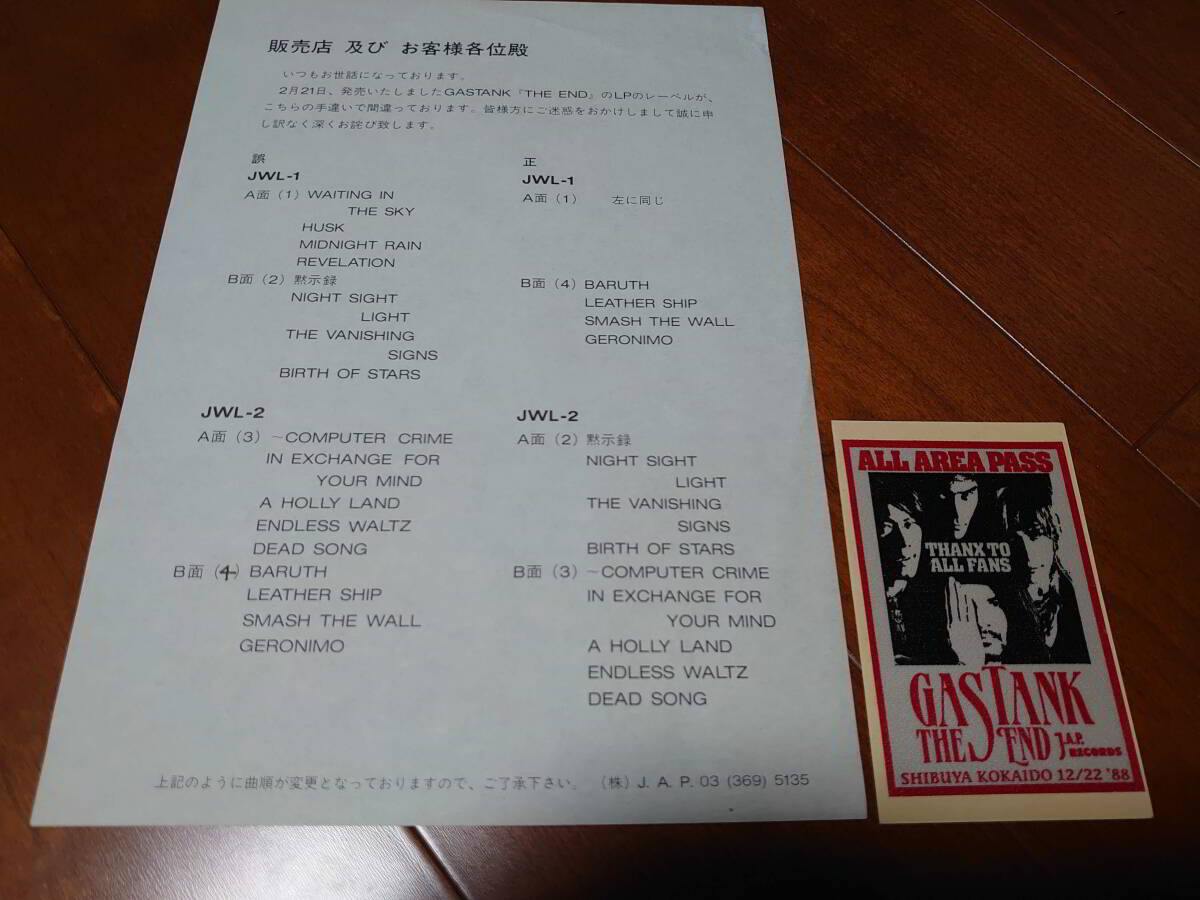 販売店 及び お客様各位殿
いつもお世話になっております。
2月21日、発売いたしましたGASTANK『THE END』のLPのレーベルが、
こちらの手違いで間違っております。皆様方にご迷惑をおかけしまして誠に申
し訳なく深くお詫び致します。
誤
JWL-1
A面(1) WAITING IN
THE SKY
HUSK
MIDNIGHT RAIN
REVELATION
B面(2) 黙示録
NIGHT SIGHT
LIGHT
THE VANISHING
SIGNS
BIRTH OF STARS
JWL-2
A面(3) ~COMPUTER CRIME
IN EXCHANGE FOR
YOUR MIND
A HOLLY LAND
ENDLESS WALTZ
DEAD SONG
B面(4) BARUTH
LEATHER SHIP
SMASH THE WALL
GERONIMO
正
JWL-1
A面(1) 左に同じ
B面(4) BARUTH
LEATHER SHIP
SMASH THE WALL
GERONIMO
JWL-2
A面(2) 黙示録
NIGHT SIGHT
LIGHT
THE VANISHING
SIGNS
BIRTH OF STARS
B面(3) ~COMPUTER CRIME
IN EXCHANGE FOR
YOUR MIND
A HOLLY LAND
ENDLESS WALTZ
DEAD SONG
上記のように曲順が変更となっておりますので、ご了承下さい。 (株) J. A. P. 03 (369) 5135
ALL AREA PASS
THANX TO
ALL FANS
GASTANK
THE END
J.A.P.
RECORDS
SHIBUYA KOKAIDO 12/22 '88